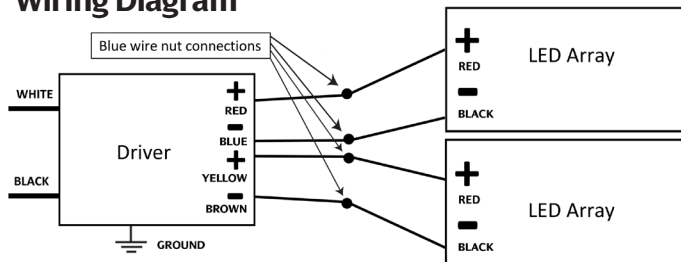 Wiring Diagram
Blue wire nut connections
WHITE
BLACK
Driver
+
RED
-
BLUE
+
YELLOW
-
BROWN
GROUND
+
RED
-
BLACK
LED Array
+
RED
-
BLACK
LED Array